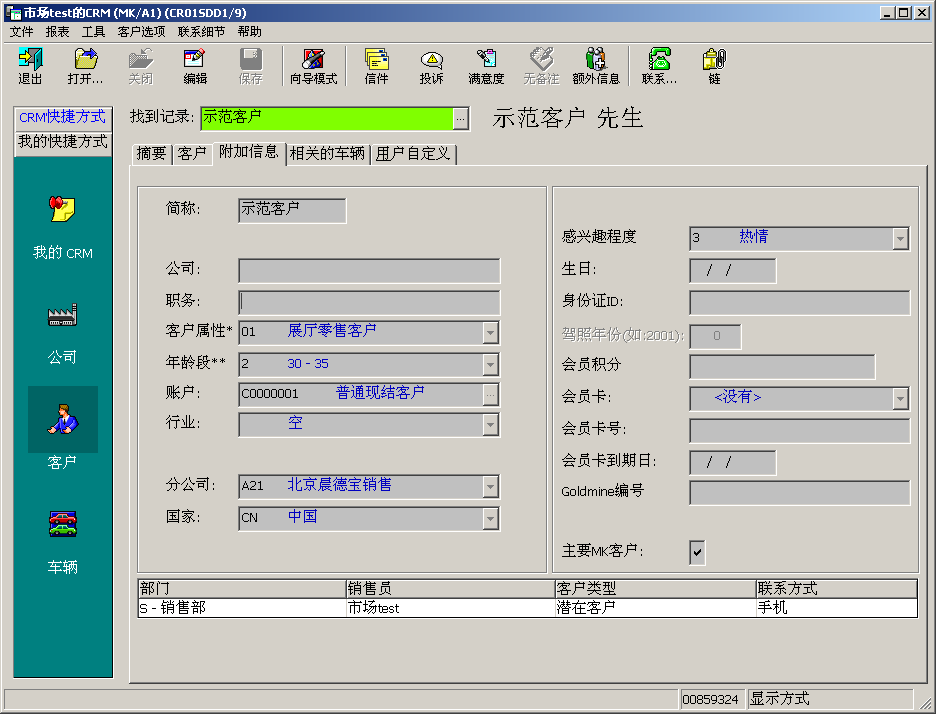 市场test的CRM (MK/A1) (CR01SDD1/9)
文件 报表 工具 客户选项 联系细节 帮助
退出 打开... 关闭 编辑 保存 向导模式 信件 投诉 满意度 无备注 额外信息 联系... 链
CRM快捷方式
我的快捷方式
我的 CRM
公司
客户
车辆
找到记录: 示范客户 ... 示范客户 先生
摘要 客户 附加信息 相关的车辆 用户自定义
简称: 示范客户
公司:
职务:
客户属性* 01 展厅零售客户
年龄段** 2 30 - 35
账户: C0000001 普通现结客户 ...
行业: 空
分公司: A21 北京晨德宝销售
国家: CN 中国
感兴趣程度 3 热情
生日: / /
身份证ID:
驾照年份(如:2001): 0
会员积分
会员卡: <没有>
会员卡号:
会员卡到期日: / /
Goldmine编号
主要MK客户:
部门 销售员 客户类型 联系方式
S - 销售部 市场test 潜在客户 手机
00859324 显示方式